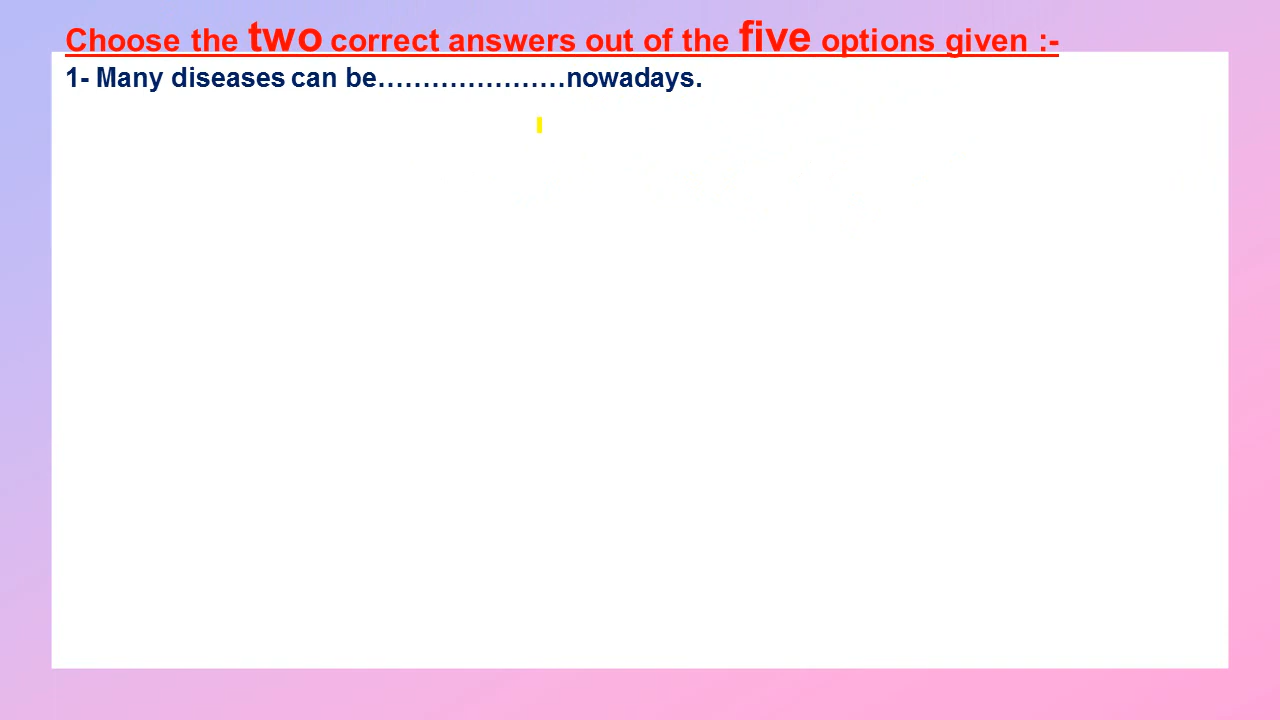 Choose the two correct answers out of the five options given :-
1- Many diseases can be…………………nowadays.